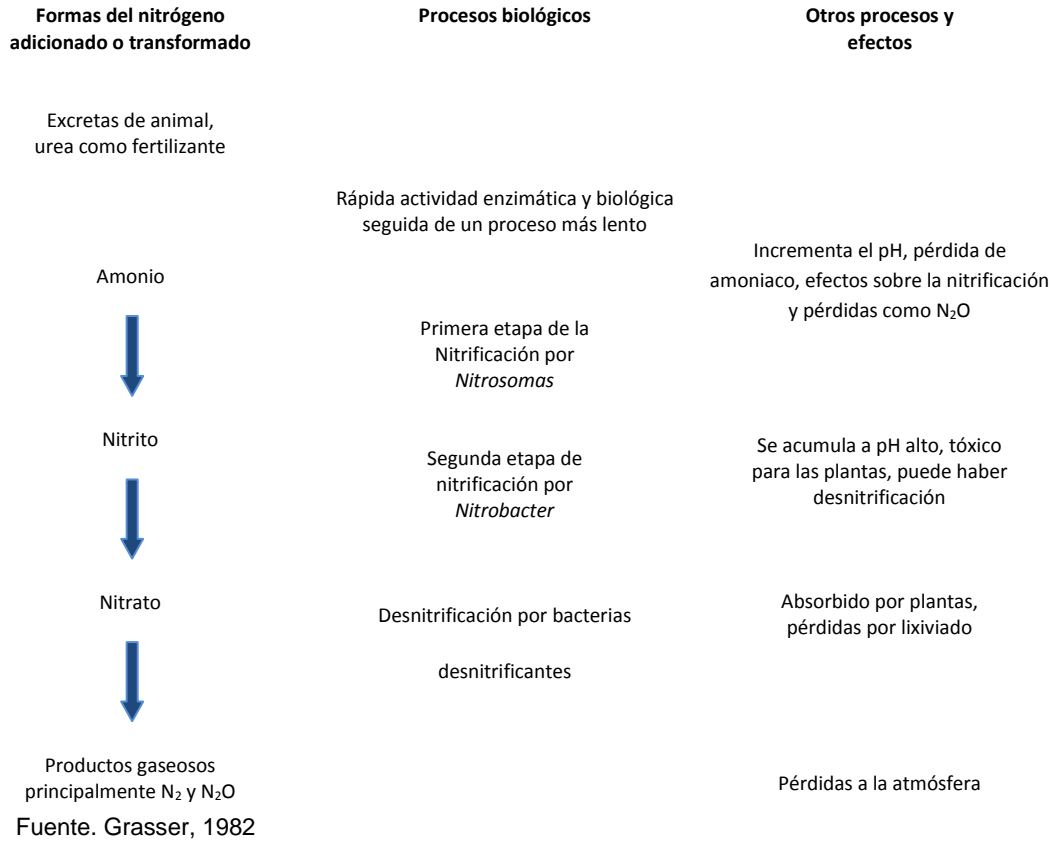 Formas del nitrógeno
adicionado o transformado
Procesos biológicos
Otros procesos y
efectos
Excretas de animal,
urea como fertilizante
Rápida actividad enzimática y biológica
seguida de un proceso más lento
Incrementa el pH, pérdida de
amoniaco, efectos sobre la nitrificación
y pérdidas como N₂O
Amonio
Primera etapa de la
Nitrificación por
Nitrosomas
Nitrito
Segunda etapa de
nitrificación por
Nitrobacter
Se acumula a pH alto, tóxico
para las plantas, puede haber
desnitrificación
Nitrato
Desnitrificación por bacterias
desnitrificantes
Absorbido por plantas,
pérdidas por lixiviado
Productos gaseosos
principalmente N₂ y N₂O
Pérdidas a la atmósfera
Fuente. Grasser, 1982